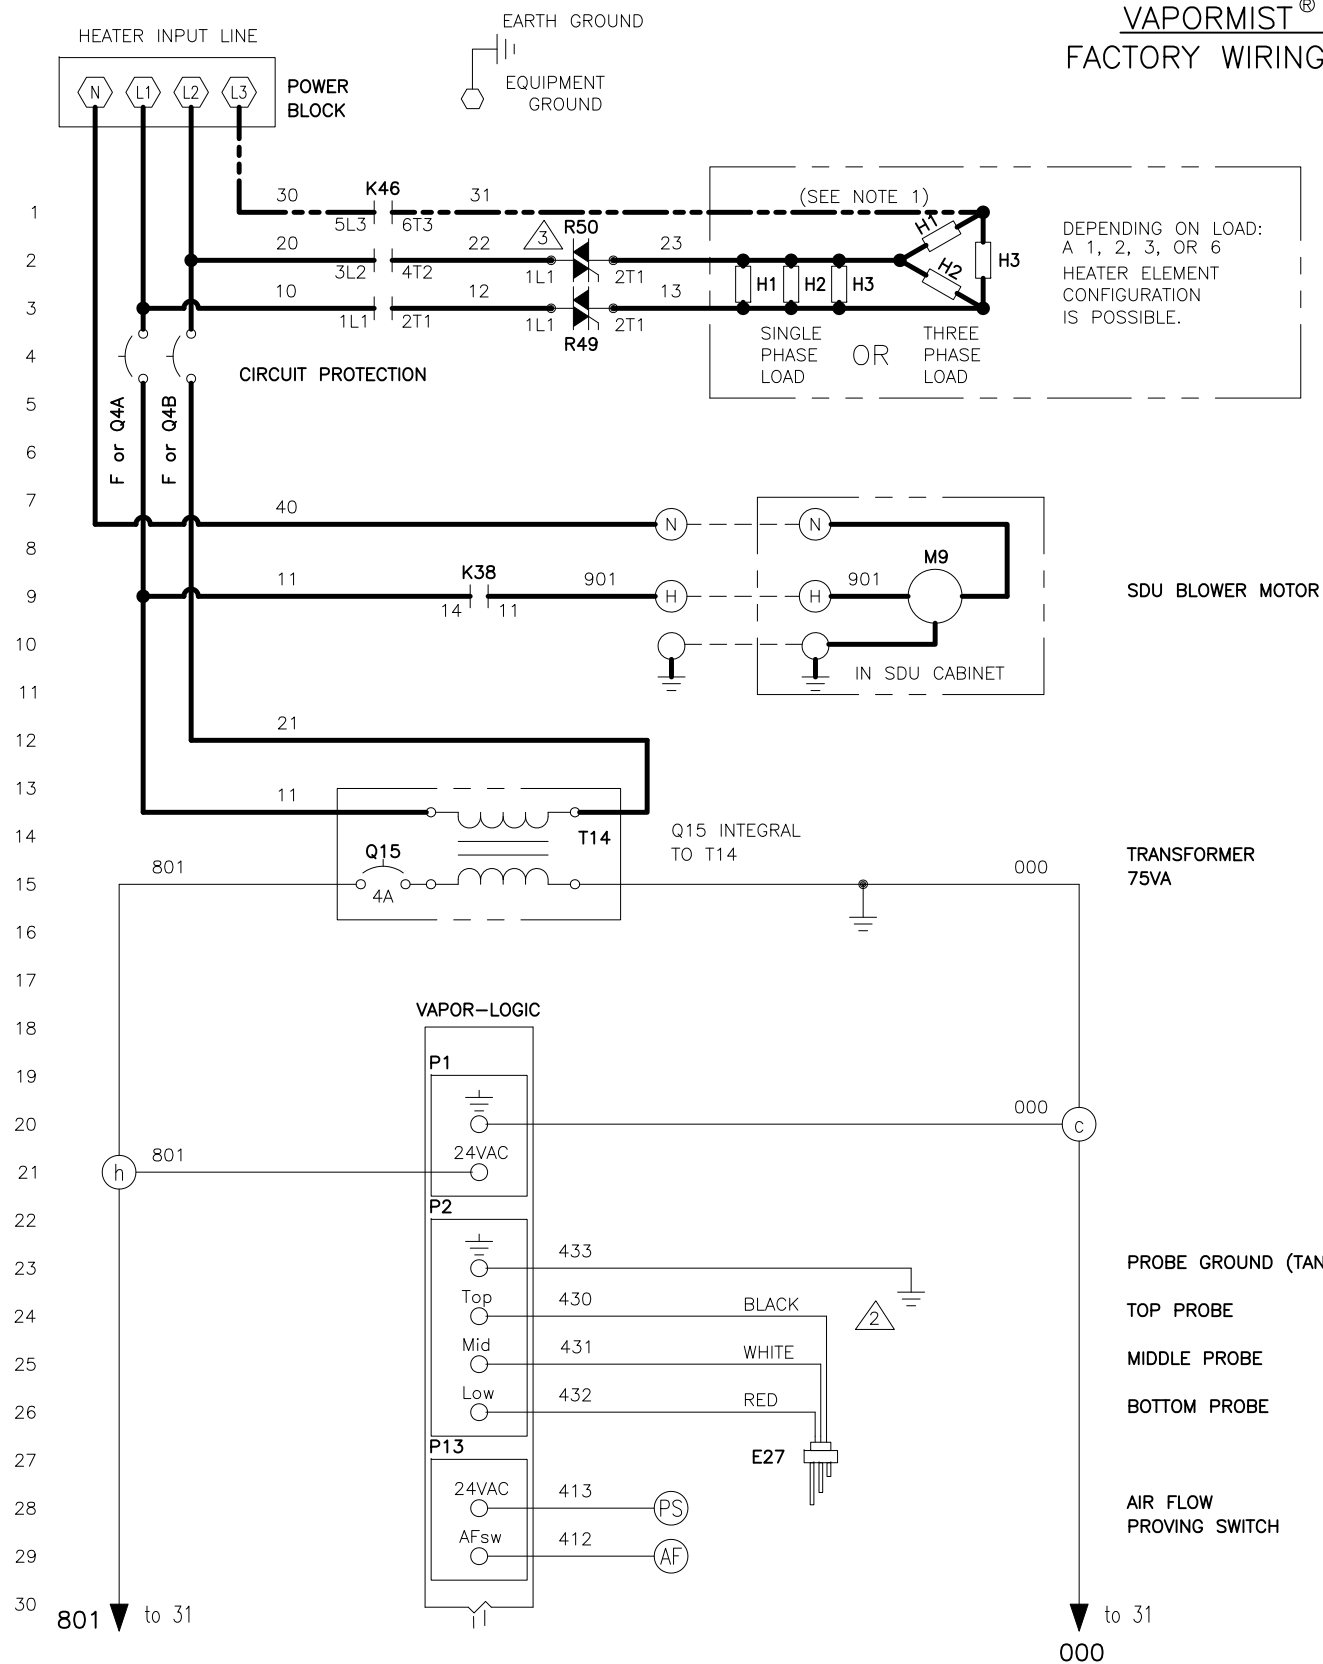 VAPORMIST®
FACTORY WIRING
EARTH GROUND
HEATER INPUT LINE
EQUIPMENT
GROUND
N L1 L2 L3
POWER
BLOCK
1
30 K46 31 (SEE NOTE 1)
5L3 6T3
R50
H1
DEPENDING ON LOAD:
A 1, 2, 3, OR 6
HEATER ELEMENT
CONFIGURATION
IS POSSIBLE.
2
20 22 3 23
3L2 4T2 1L1 2T1
H2 H3
H1 H2 H3
3
10 12 13
1L1 2T1 1L1 2T1
R49
SINGLE
PHASE
LOAD
OR
THREE
PHASE
LOAD
4
CIRCUIT PROTECTION
5
F or Q4A
F or Q4B
6
7
40
N N
8
K38 M9
9
11 901 H H 901
14 11
SDU BLOWER MOTOR
10
IN SDU CABINET
11
12
21
13
11
14
T14
Q15 INTEGRAL
TO T14
Q15
4A
TRANSFORMER
75VA
15
801 000
16
17
VAPOR-LOGIC
18
19
P1
20
000 c
21
h 801 24VAC
22
P2
23
433
PROBE GROUND (TAN
24
Top 430 BLACK 2
TOP PROBE
25
Mid 431 WHITE
MIDDLE PROBE
26
Low 432 RED
BOTTOM PROBE
27
P13
E27
28
24VAC 413 PS
AIR FLOW
PROVING SWITCH
29
AFsw 412 AF
30
801 to 31
to 31
000